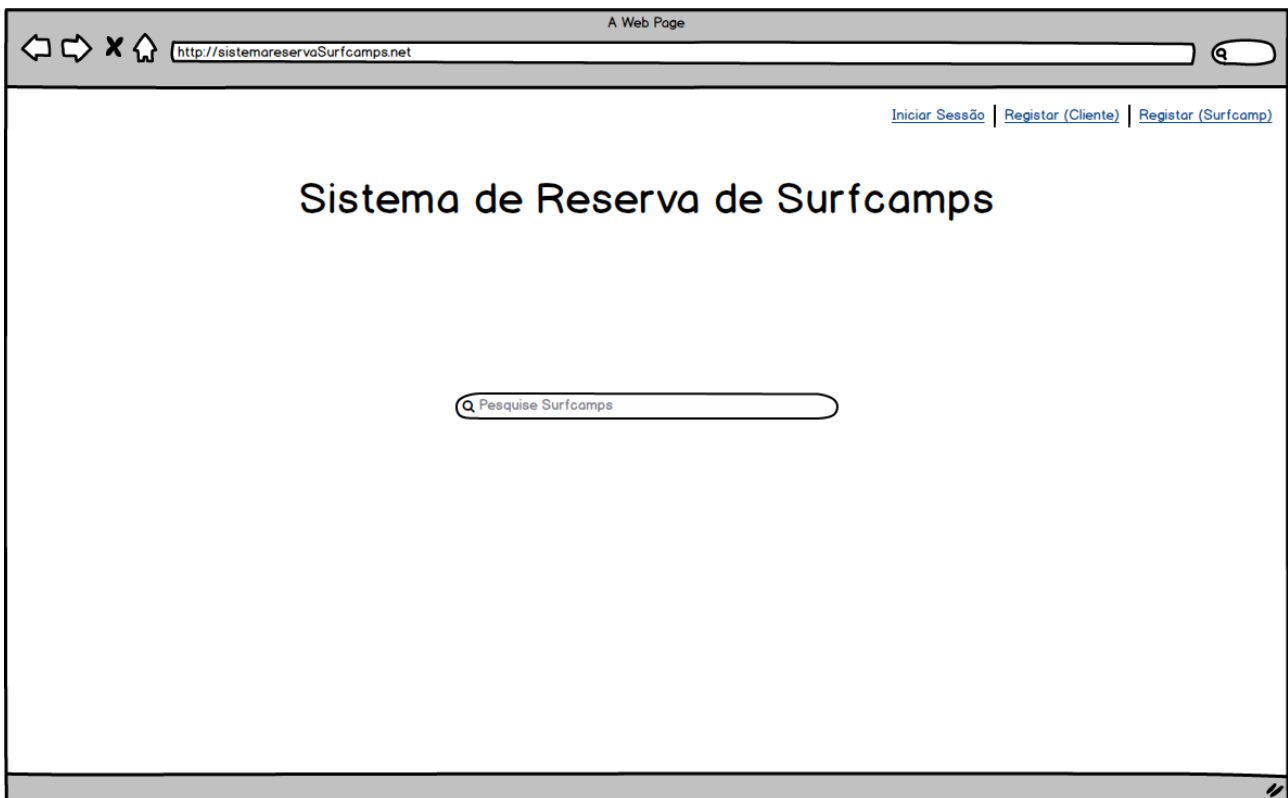 A Web Page
http://sistemareservaSurfcamps.net
Iniciar Sessão Registar (Cliente) Registar (Surfcamp)
Sistema de Reserva de Surfcamps
Pesquise Surfcamps